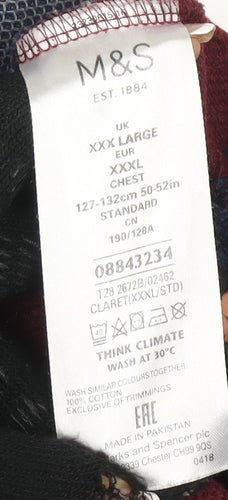 M&S
EST. 1884
UK
XXX LARGE
EUR
XXXL
CHEST
127-132cm 50-52in
STANDARD
CN
190/128A
08843234
T28 2672B/02462
CLARET(XXXL/STD)
THINK CLIMATE
WASH AT 30°C
WASH SIMILAR COLOURS TOGETHER
100% COTTON
EXCLUSIVE OF TRIMMINGS
EAC
MADE IN PAKISTAN
rks and Spencer plc
3339 Chester CH99 9QS
0418